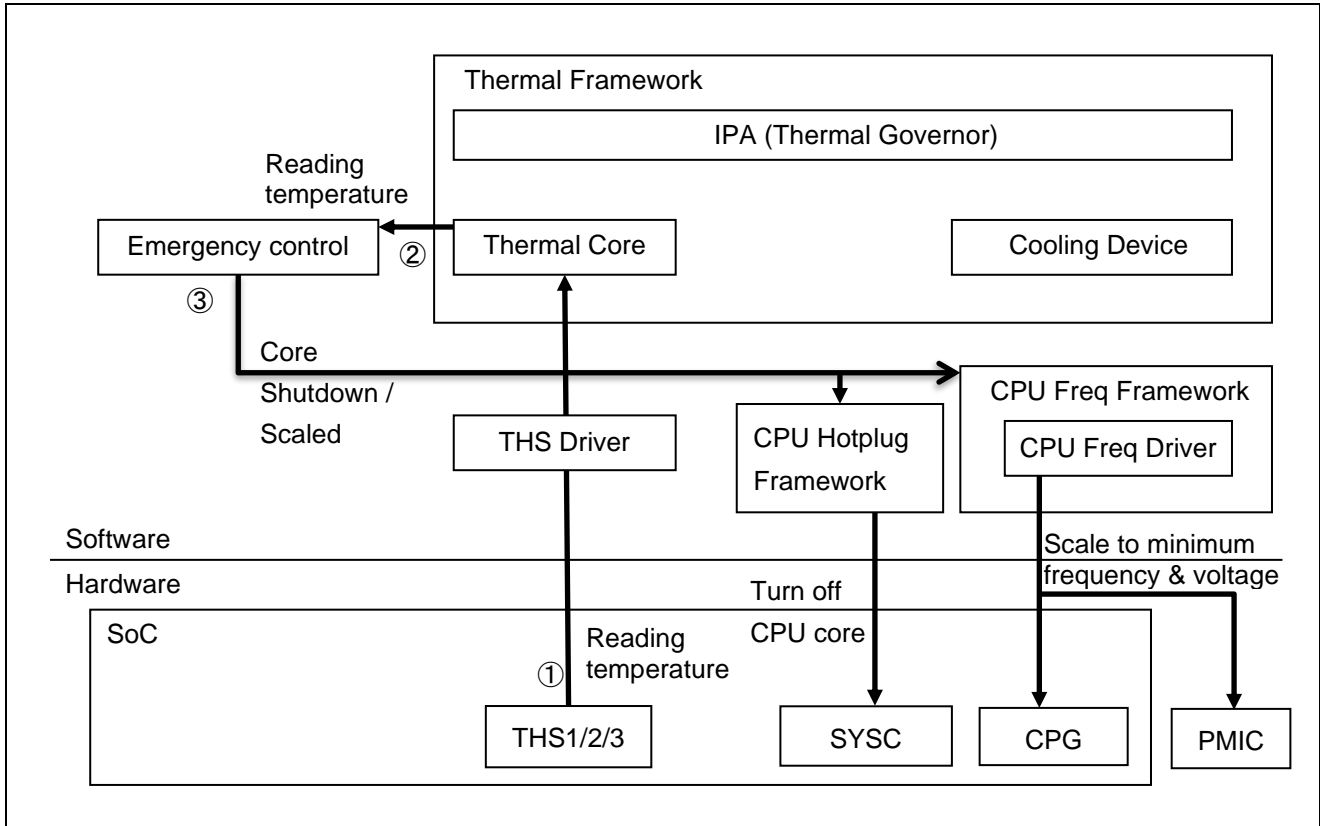 Thermal Framework
IPA (Thermal Governor)
Reading
temperature
Emergency control
②
Thermal Core
Cooling Device
③
Core
Shutdown /
Scaled
THS Driver
CPU Hotplug
Framework
CPU Freq Framework
CPU Freq Driver
Software
Hardware
Scale to minimum
frequency & voltage
Turn off
CPU core
SoC
Reading
temperature
①
THS1/2/3
SYSC
CPG
PMIC